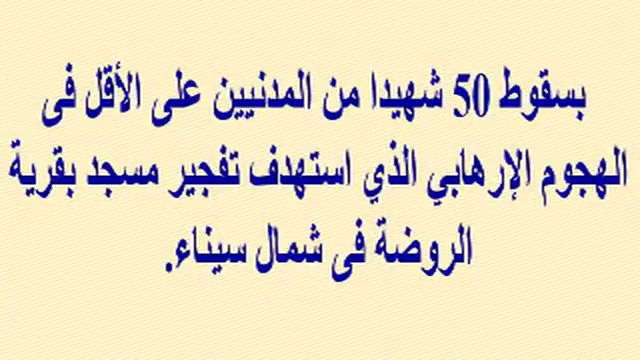 بسقوط 50 شهيدا من المدنيين على الأقل فى
الهجوم الإرهابي الذي استهدف تفجير مسجد بقرية
الروضة فى شمال سيناء.